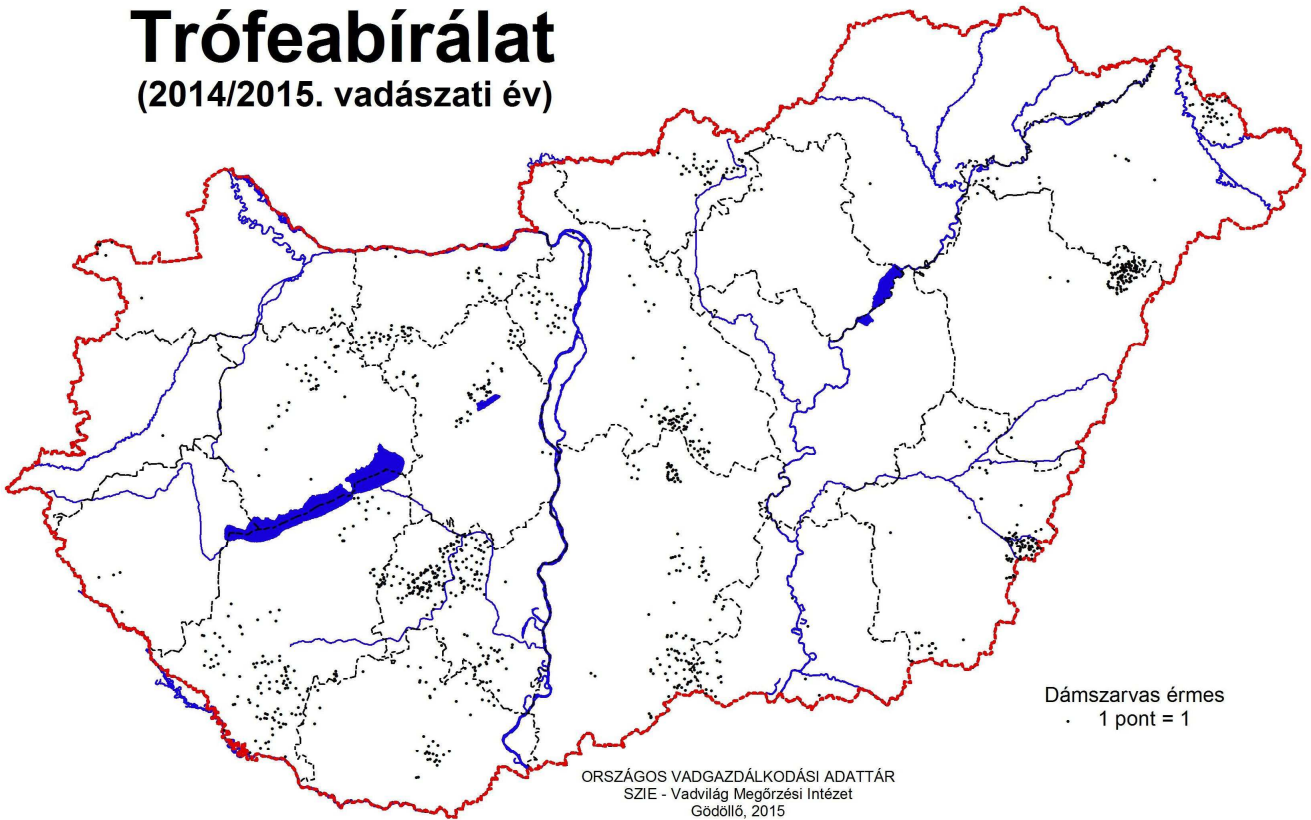 Trófeabírálat
(2014/2015. vadászati év)
Dámszarvas érmes
. 1 pont = 1
ORSZÁGOS VADGAZDÁLKODÁSI ADATTÁR
SZIE - Vadvilág Megőrzési Intézet
Gödöllő, 2015